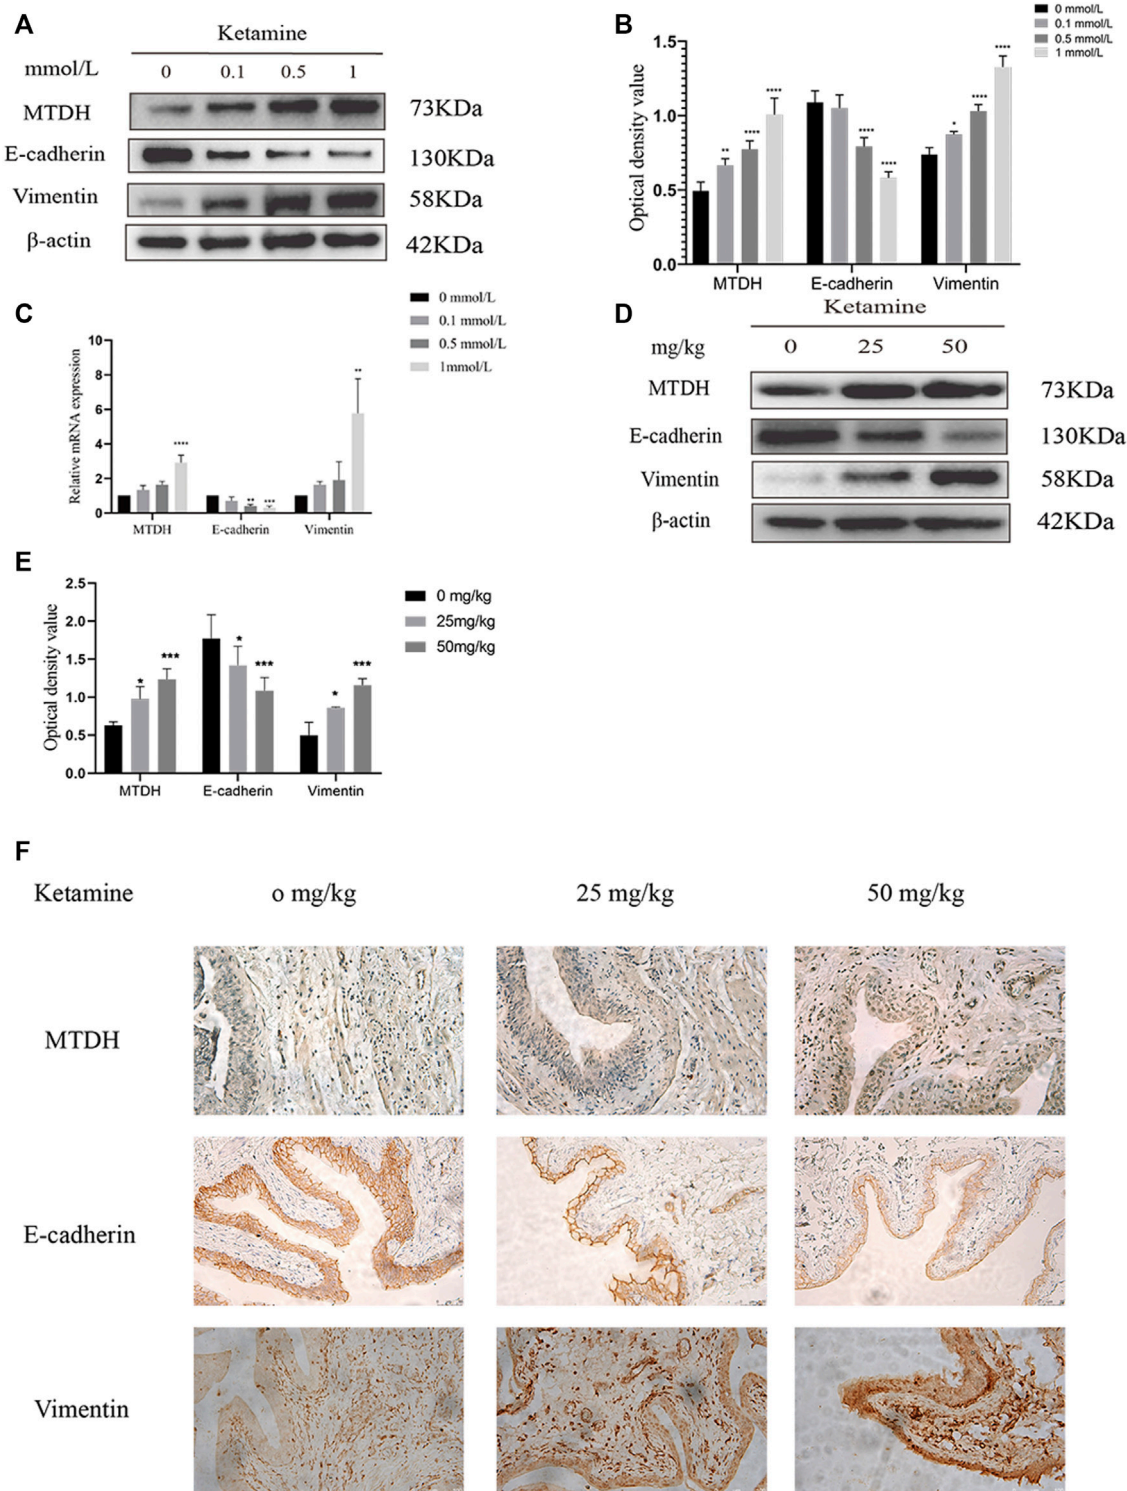 A
Ketamine
mmol/L 0 0.1 0.5 1
MTDH 73KDa
E-cadherin 130KDa
Vimentin 58KDa
β-actin 42KDa
B
0 mmol/L
0.1 mmol/L
0.5 mmol/L
1 mmol/L
Optical density value
1.5
1.0
0.5
0.0
** **** ****
**** ****
* **** ****
MTDH E-cadherin Vimentin
C
0 mmol/L
0.1 mmol/L
0.5 mmol/L
1mmol/L
Relative mRNA expression
10
8
6
4
2
0
****
** ***
**
MTDH E-cadherin Vimentin
D
Ketamine
mg/kg 0 25 50
MTDH 73KDa
E-cadherin 130KDa
Vimentin 58KDa
β-actin 42KDa
E
0 mg/kg
25mg/kg
50mg/kg
Optical density value
2.5
2.0
1.5
1.0
0.5
0.0
* ***
* ***
* ***
MTDH E-cadherin Vimentin
F
Ketamine o mg/kg 25 mg/kg 50 mg/kg
MTDH
E-cadherin
Vimentin